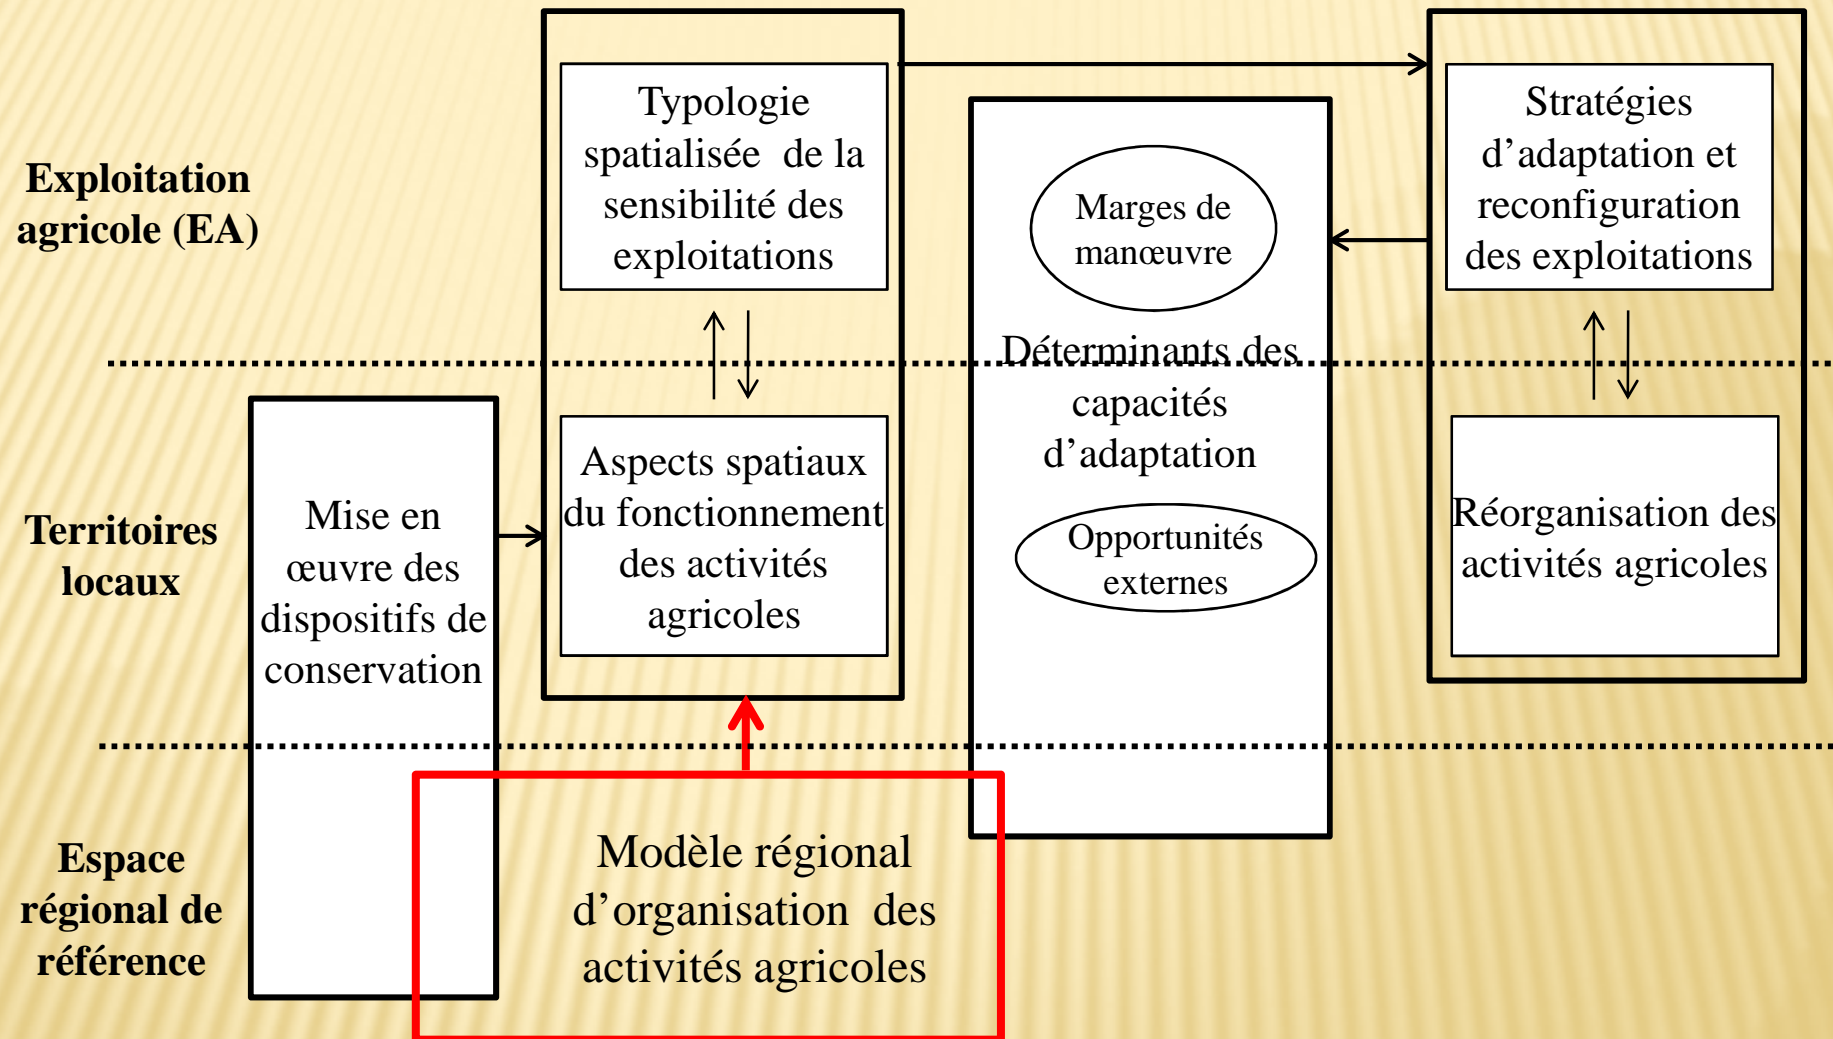 Exploitation
agricole (EA)
Typologie
spatialisée de la
sensibilité des
exploitations
Marges de
manœuvre
Stratégies
d’adaptation et
reconfiguration
des exploitations
Déterminants des
capacités
d’adaptation
Territoires
locaux
Mise en
œuvre des
dispositifs de
conservation
Aspects spatiaux
du fonctionnement
des activités
agricoles
Opportunités
externes
Réorganisation des
activités agricoles
Espace
régional de
référence
Modèle régional
d’organisation des
activités agricoles